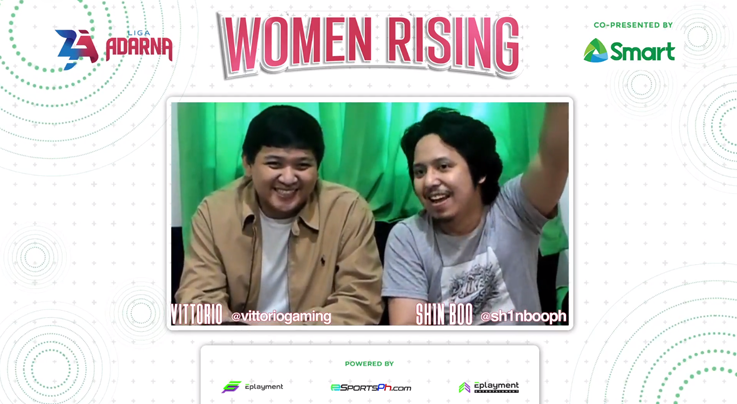 LIGA
ADARNA
WOMEN RISING
CO-PRESENTED BY
Smart
VITTORIO @vittoriogaming
SHIN BOO @sh1nbooph
POWERED BY
Eplayment
eSPORTSPh.com
Eplayment
ENTERTAINMENT